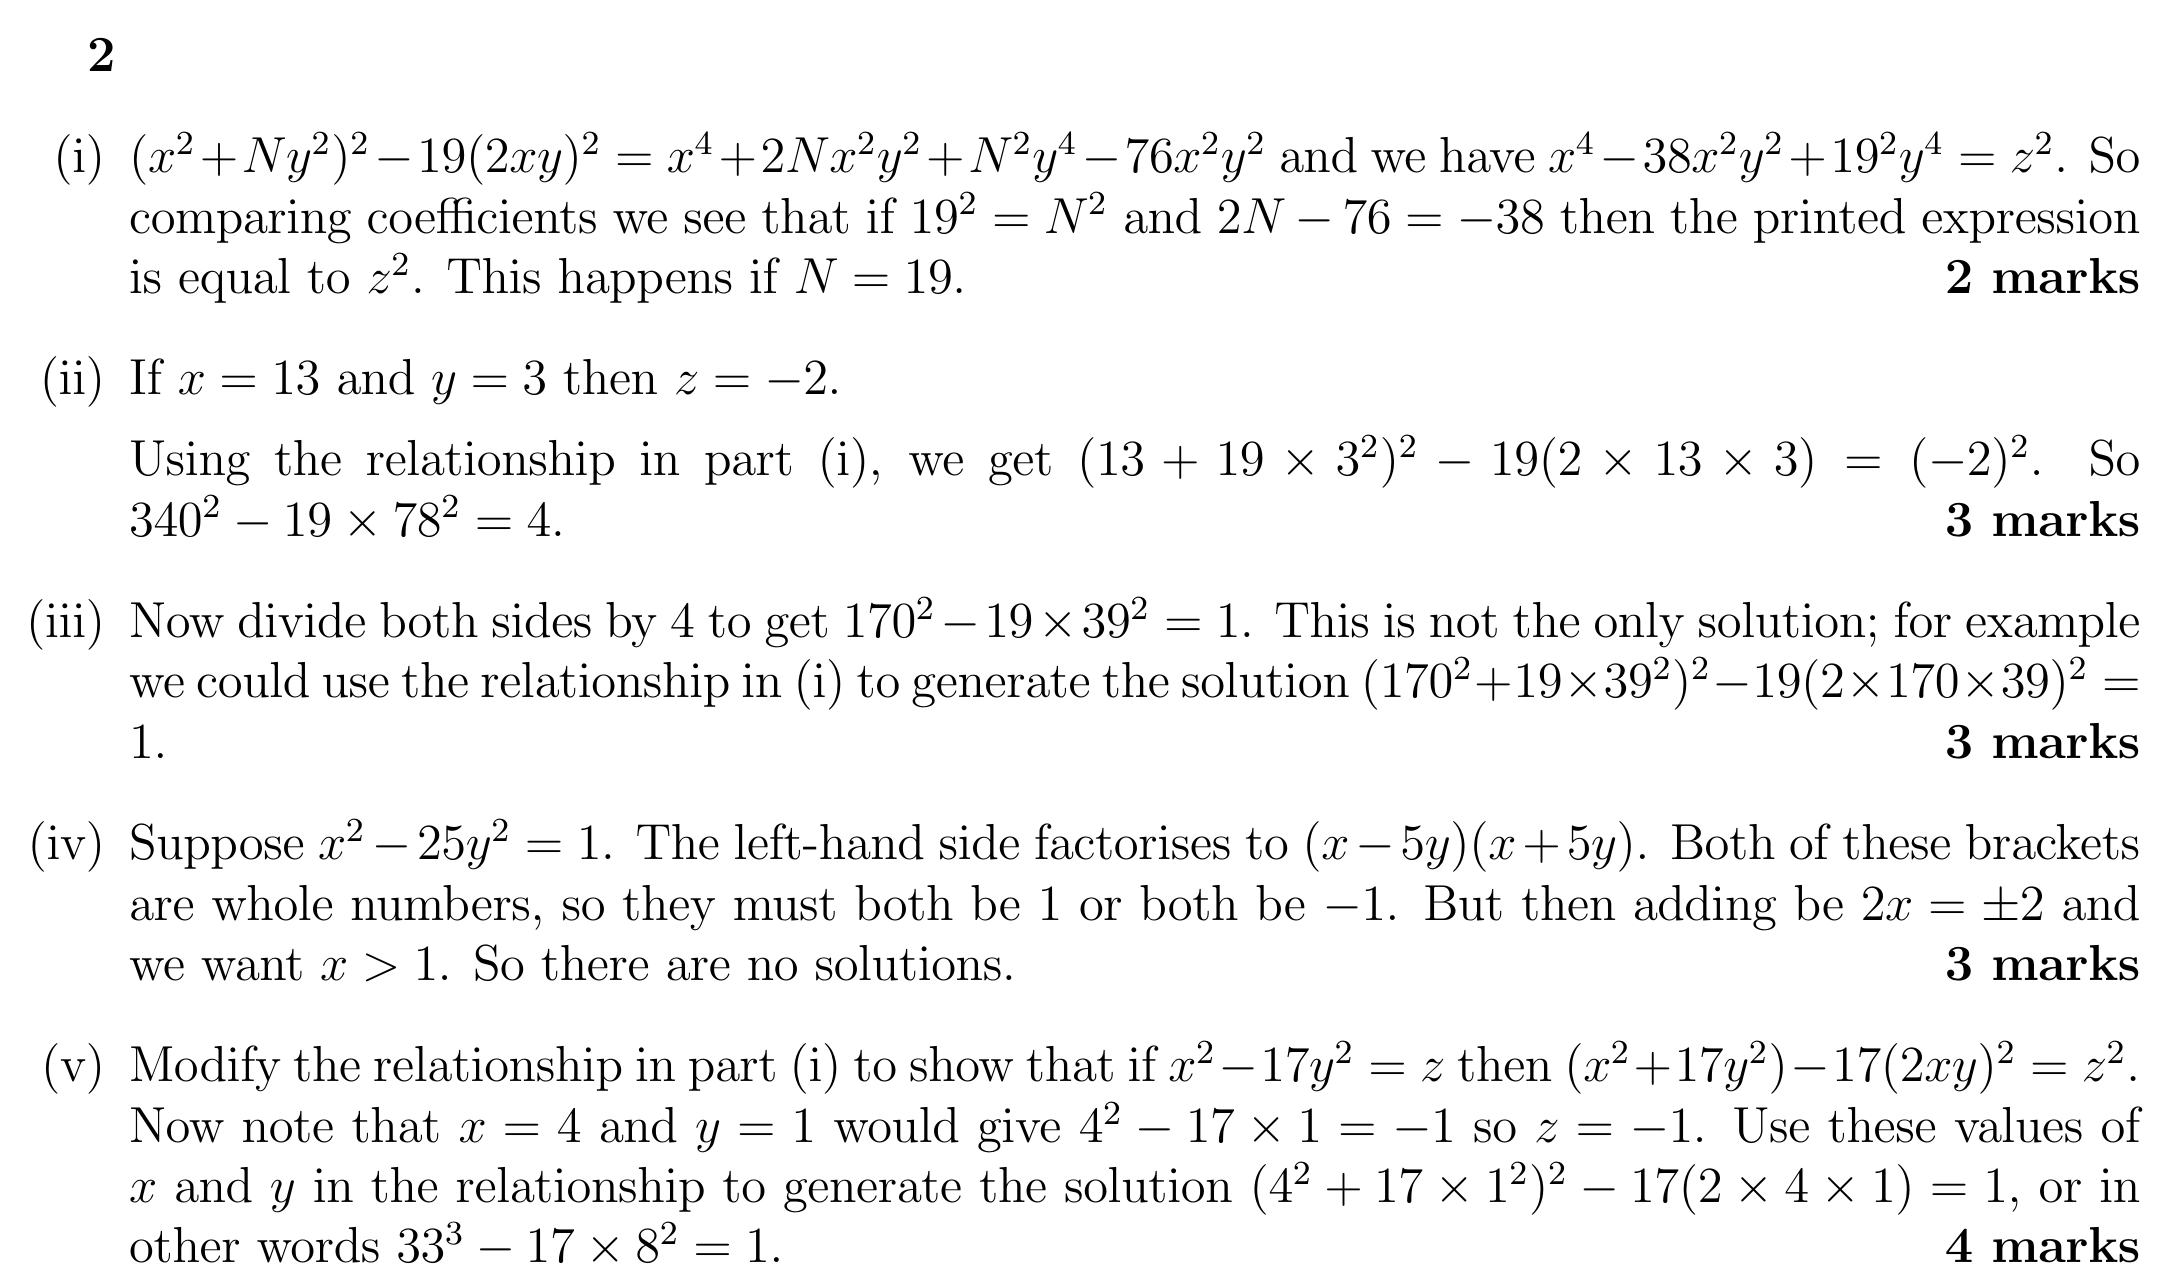 2
(i) (x² + Ny²)² − 19(2xy)² = x⁴ + 2Nx²y² + N²y⁴ − 76x²y² and we have x⁴ − 38x²y² + 19²y⁴ = z². So
comparing coefficients we see that if 19² = N² and 2N − 76 = −38 then the printed expression
is equal to z². This happens if N = 19. 2 marks
(ii) If x = 13 and y = 3 then z = −2.
Using the relationship in part (i), we get (13 + 19 × 3²)² − 19(2 × 13 × 3) = (−2)². So
340² − 19 × 78² = 4. 3 marks
(iii) Now divide both sides by 4 to get 170² − 19 × 39² = 1. This is not the only solution; for example
we could use the relationship in (i) to generate the solution (170² + 19 × 39²)² − 19(2 × 170 × 39)² =
1. 3 marks
(iv) Suppose x² − 25y² = 1. The left-hand side factorises to (x − 5y)(x + 5y). Both of these brackets
are whole numbers, so they must both be 1 or both be −1. But then adding be 2x = ±2 and
we want x > 1. So there are no solutions. 3 marks
(v) Modify the relationship in part (i) to show that if x² − 17y² = z then (x² + 17y²) − 17(2xy)² = z².
Now note that x = 4 and y = 1 would give 4² − 17 × 1 = −1 so z = −1. Use these values of
x and y in the relationship to generate the solution (4² + 17 × 1²)² − 17(2 × 4 × 1) = 1, or in
other words 33³ − 17 × 8² = 1. 4 marks